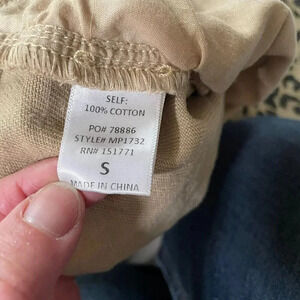 SELF:
100% COTTON
PO# 78886
STYLE# MP1732
RN# 151771
S
MADE IN CHINA